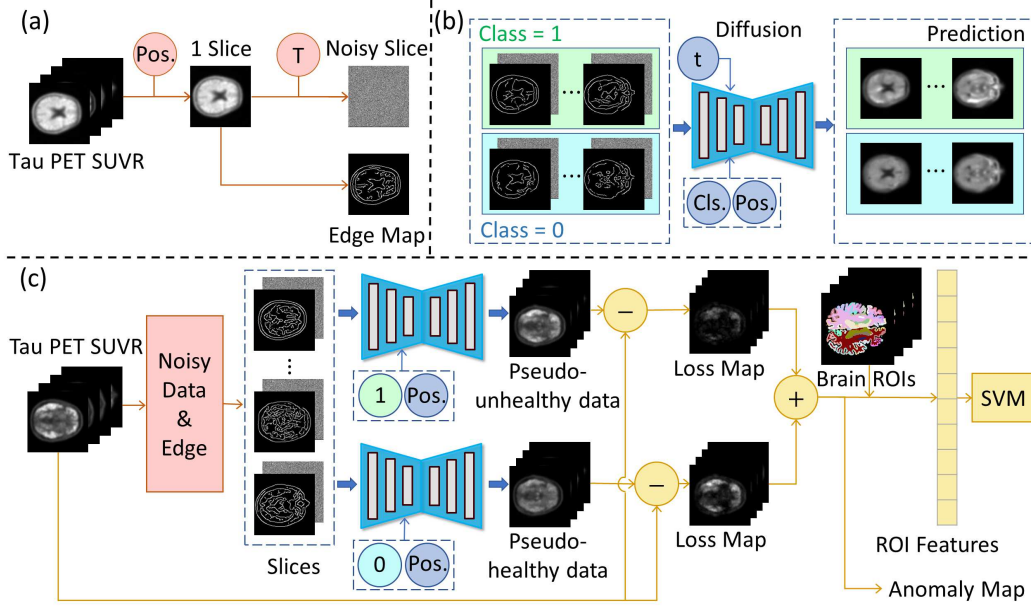 (a)
Pos.
1 Slice
T
Noisy Slice
Tau PET SUVR
Edge Map
(b)
Class = 1
Diffusion
Prediction
t
...
...
...
...
Cls.
Pos.
Class = 0
(c)
Tau PET SUVR
Noisy
Data
&
Edge
Slices
1
Pos.
Pseudo-
unhealthy data
−
Loss Map
0
Pos.
Pseudo-
healthy data
−
Loss Map
+
Brain ROIs
SVM
ROI Features
Anomaly Map